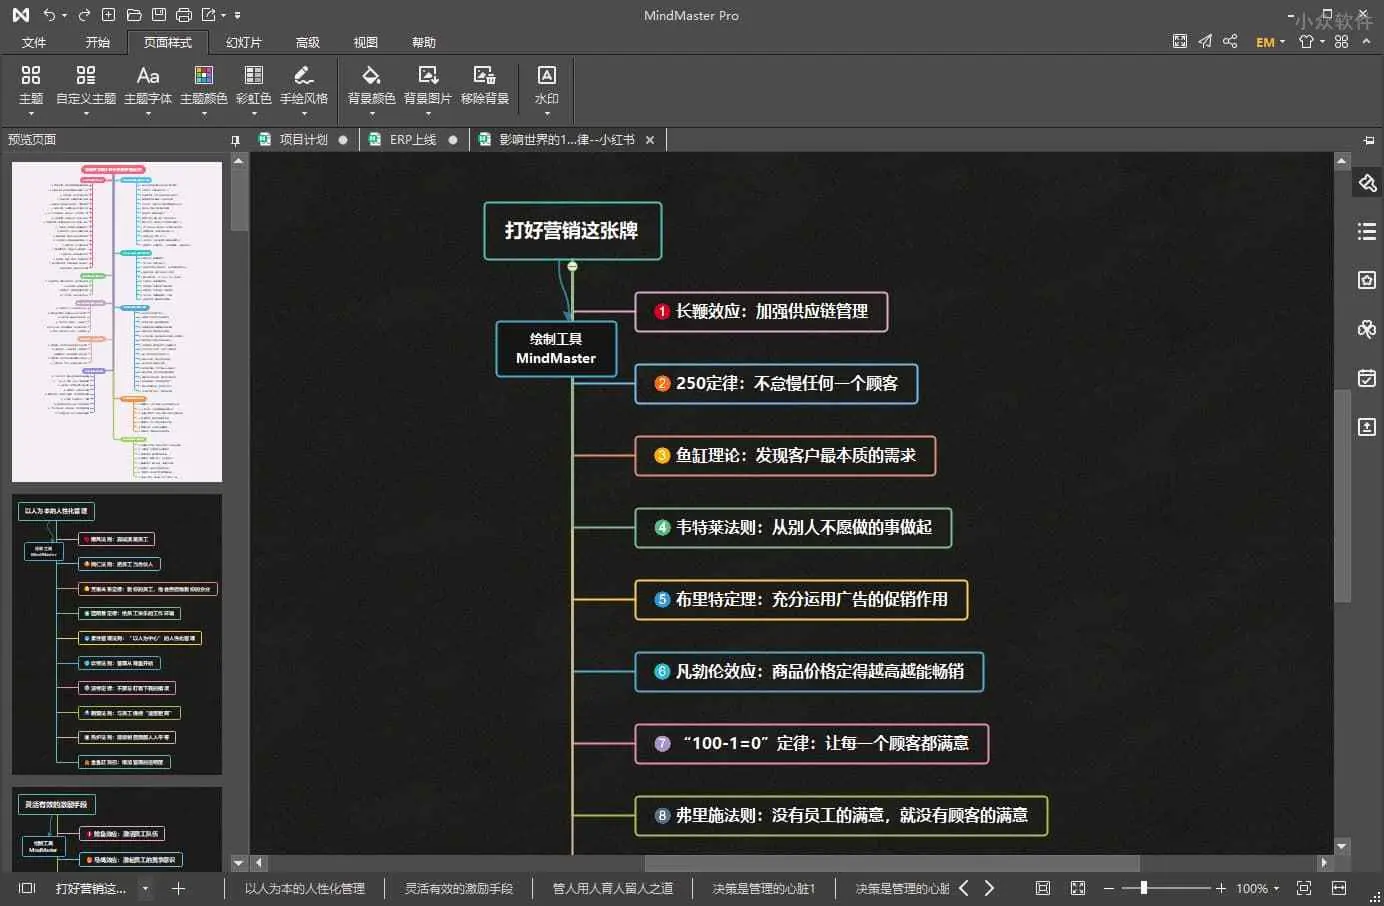 MindMaster Pro
小众软件
文件 开始 页面样式 幻灯片 高级 视图 帮助
EM
主题 自定义主题 主题字体 主题颜色 彩虹色 手绘风格 背景颜色 背景图片 移除背景 水印
预览页面
项目计划 ERP上线 影响世界的1...律--小红书
打好营销这张牌
绘制工具
MindMaster
1 长鞭效应：加强供应链管理
2 250定律：不怠慢任何一个顾客
3 鱼缸理论：发现客户最本质的需求
4 韦特莱法则：从别人不愿做的事做起
5 布里特定理：充分运用广告的促销作用
6 凡勃伦效应：商品价格定得越高越能畅销
7 “100-1=0”定律：让每一个顾客都满意
8 弗里施法则：没有员工的满意，就没有顾客的满意
以人为本的人性化管理
绘制工具
MindMaster
灵活有效的激励手段
绘制工具
MindMaster
打好营销这... 以人为本的人性化管理 灵活有效的激励手段 管人用人育人留人之道 决策是管理的心脏1 决策是管理的心脏
100%